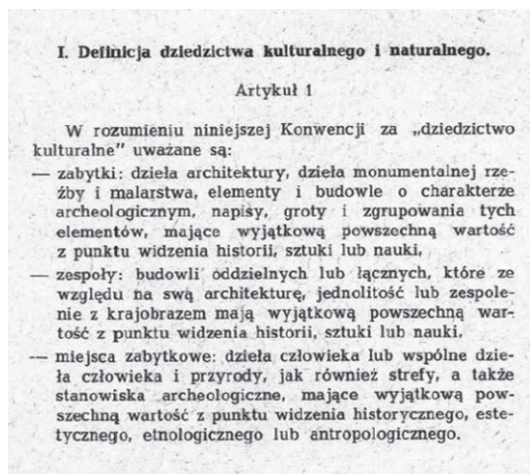 I. Definicja dziedzictwa kulturalnego i naturalnego.
Artykuł 1
W rozumieniu niniejszej Konwencji za „dziedzictwo
kulturalne" uważane są:
— zabytki: dzieła architektury, dzieła monumentalnej rze-
źby i malarstwa, elementy i budowle o charakterze
archeologicznym, napisy, groty i zgrupowania tych
elementów, mające wyjątkową powszechną wartość
z punktu widzenia historii, sztuki lub nauki,
— zespoły: budowli oddzielnych lub łącznych, które ze
względu na swą architekturę, jednolitość lub zespole-
nie z krajobrazem mają wyjątkową powszechną war-
tość z punktu widzenia historii, sztuki lub nauki,
— miejsca zabytkowe: dzieła człowieka lub wspólne dzie-
ła człowieka i przyrody, jak również strefy, a także
stanowiska archeologiczne, mające wyjątkową pow-
szechną wartość z punktu widzenia historycznego, este-
tycznego, etnologicznego lub antropologicznego.